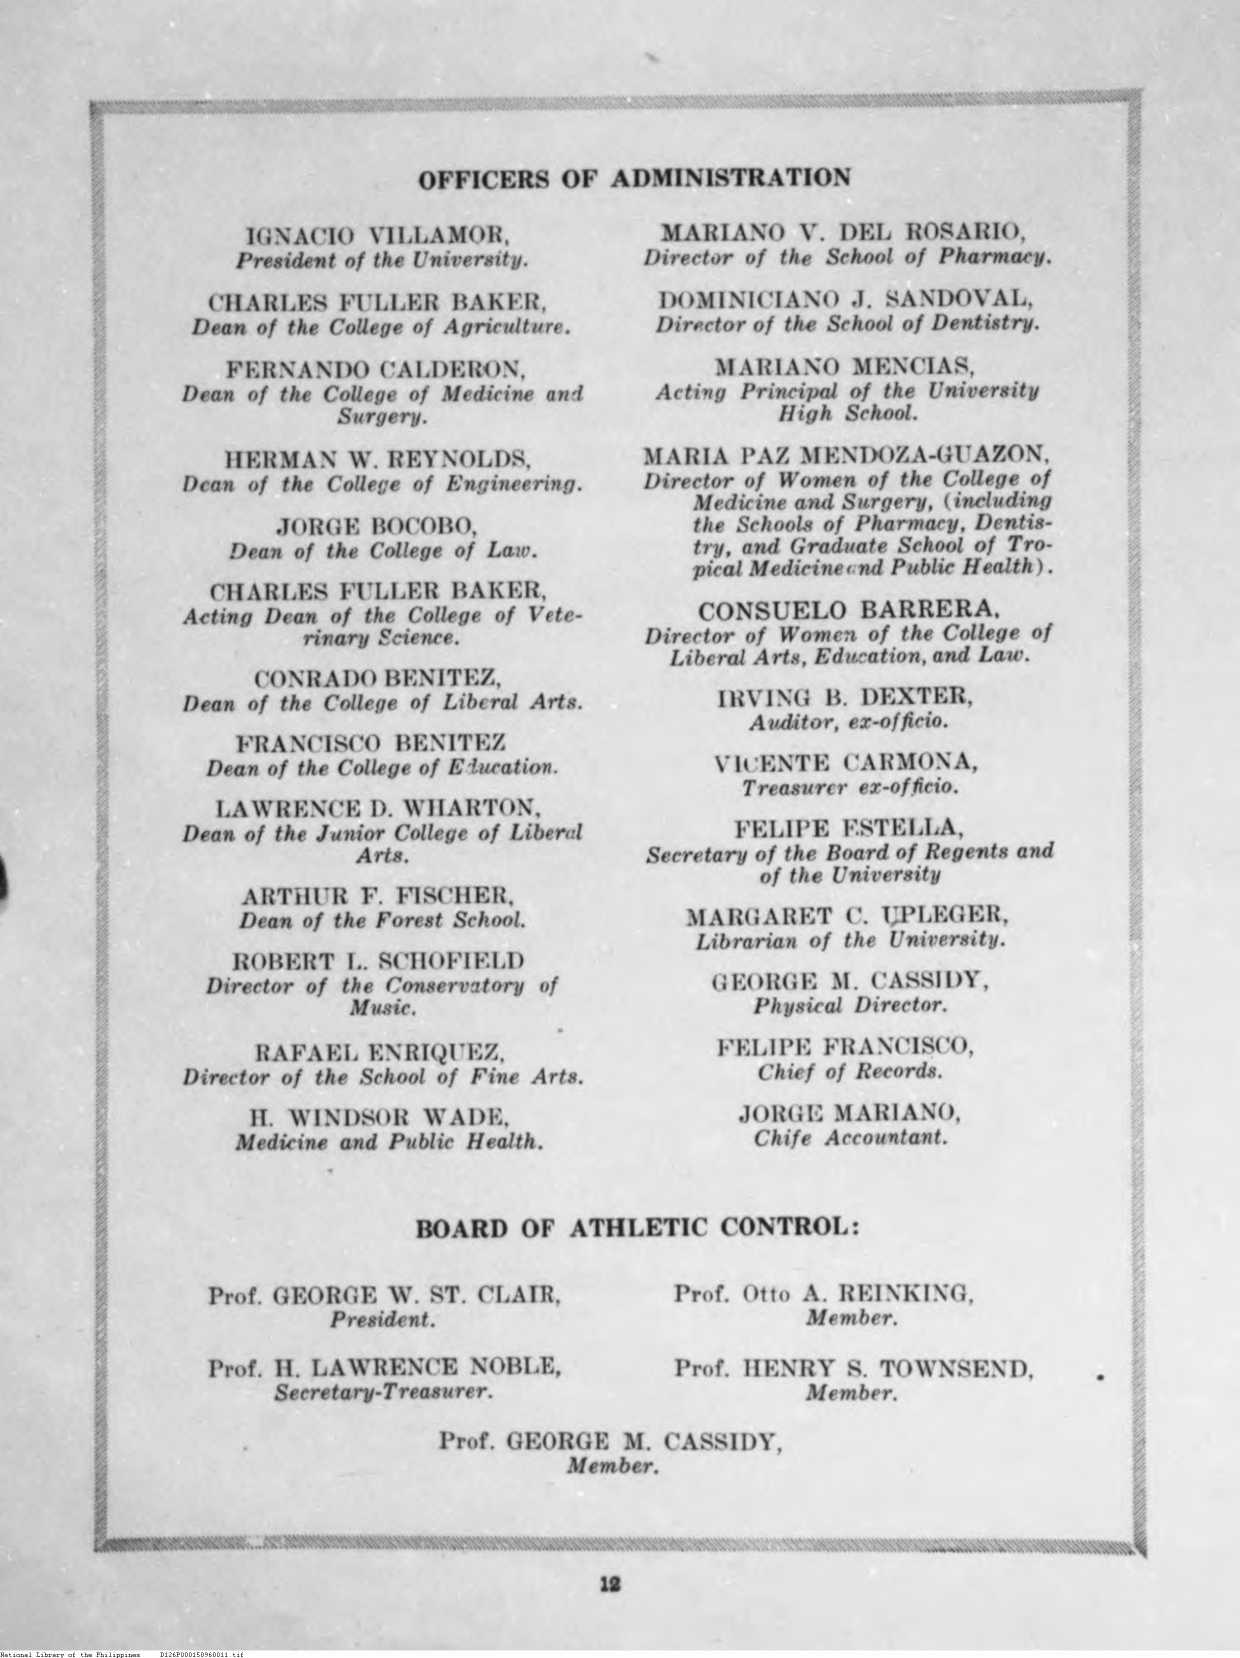 OFFICERS OF ADMINISTRATION
IGNACIO VILLAMOR,
President of the University.
CHARLES FULLER BAKER,
Dean of the College of Agriculture.
FERNANDO CALDERON,
Dean of the College of Medicine and
Surgery.
HERMAN W. REYNOLDS,
Dean of the College of Engineering.
JORGE BOCOBO,
Dean of the College of Law.
CHARLES FULLER BAKER,
Acting Dean of the College of Vete-
rinary Science.
CONRADO BENITEZ,
Dean of the College of Liberal Arts.
FRANCISCO BENITEZ
Dean of the College of Education.
LAWRENCE D. WHARTON,
Dean of the Junior College of Liberal
Arts.
ARTHUR F. FISCHER,
Dean of the Forest School.
ROBERT L. SCHOFIELD
Director of the Conservatory of
Music.
RAFAEL ENRIQUEZ,
Director of the School of Fine Arts.
H. WINDSOR WADE,
Medicine and Public Health.
MARIANO V. DEL ROSARIO,
Director of the School of Pharmacy.
DOMINICIANO J. SANDOVAL,
Director of the School of Dentistry.
MARIANO MENCIAS,
Acting Principal of the University
High School.
MARIA PAZ MENDOZA-GUAZON,
Director of Women of the College of
Medicine and Surgery, (including
the Schools of Pharmacy, Dentis-
try, and Graduate School of Tro-
pical Medicine and Public Health).
CONSUELO BARRERA,
Director of Women of the College of
Liberal Arts, Education, and Law.
IRVING B. DEXTER,
Auditor, ex-officio.
VICENTE CARMONA,
Treasurer ex-officio.
FELIPE ESTELLA,
Secretary of the Board of Regents and
of the University
MARGARET C. UPLEGER,
Librarian of the University.
GEORGE M. CASSIDY,
Physical Director.
FELIPE FRANCISCO,
Chief of Records.
JORGE MARIANO,
Chife Accountant.
BOARD OF ATHLETIC CONTROL:
Prof. GEORGE W. ST. CLAIR,
President.
Prof. H. LAWRENCE NOBLE,
Secretary-Treasurer.
Prof. Otto A. REINKING,
Member.
Prof. HENRY S. TOWNSEND,
Member.
Prof. GEORGE M. CASSIDY,
Member.
12
National Library of the Philippines D126P000150960011.tif